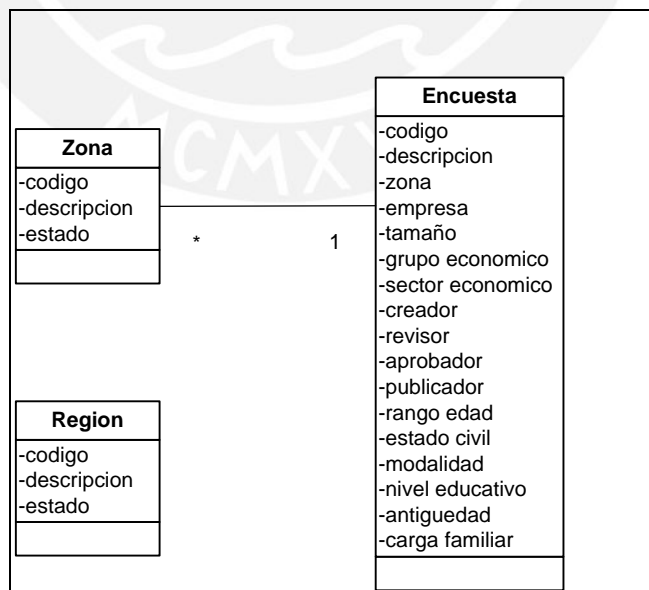 MCMXV
Zona
-codigo
-descripcion
-estado
* 1
Region
-codigo
-descripcion
-estado
Encuesta
-codigo
-descripcion
-zona
-empresa
-tamaño
-grupo economico
-sector economico
-creador
-revisor
-aprobador
-publicador
-rango edad
-estado civil
-modalidad
-nivel educativo
-antiguedad
-carga familiar